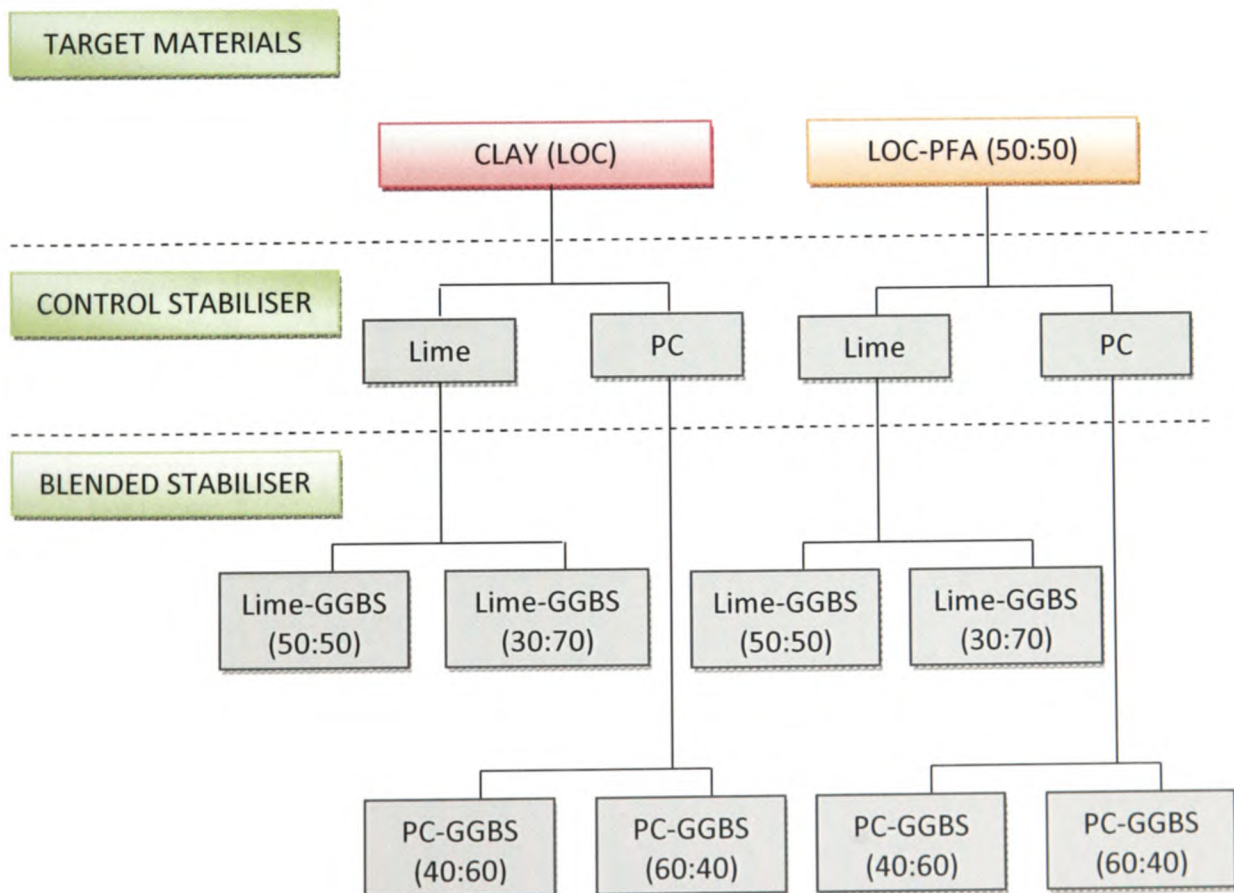 TARGET MATERIALS
CLAY (LOC)
LOC-PFA (50:50)
CONTROL STABILISER
Lime
PC
Lime
PC
BLENDED STABILISER
Lime-GGBS
(50:50)
Lime-GGBS
(30:70)
Lime-GGBS
(50:50)
Lime-GGBS
(30:70)
PC-GGBS
(40:60)
PC-GGBS
(60:40)
PC-GGBS
(40:60)
PC-GGBS
(60:40)